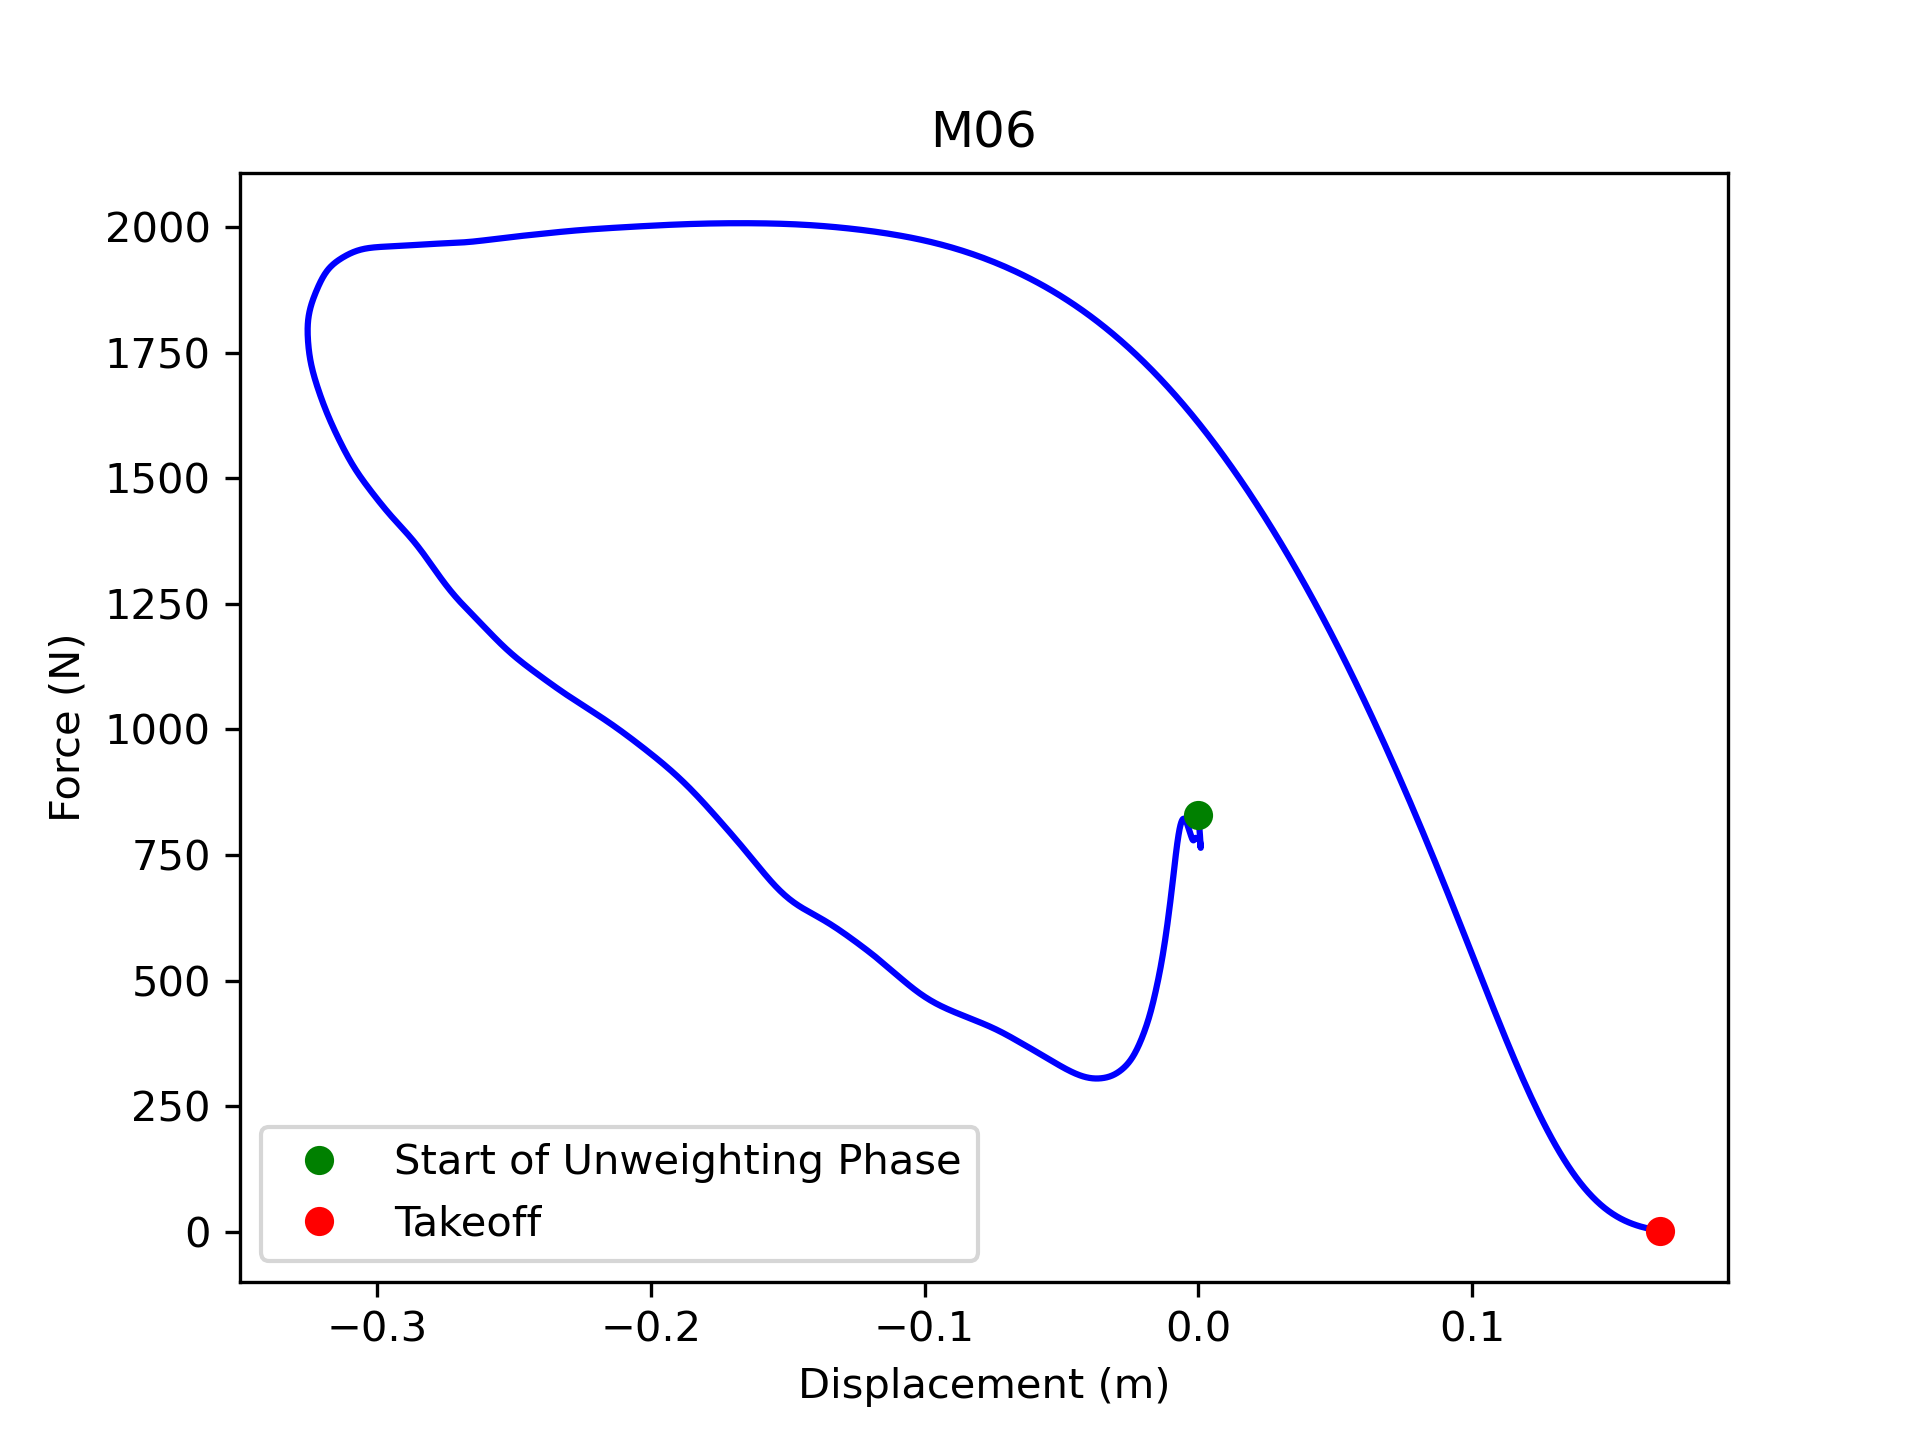 M06
2000
1750
1500
1250
1000
750
500
250
0
Force (N)
Start of Unweighting Phase
Takeoff
−0.3 −0.2 −0.1 0.0 0.1
Displacement (m)